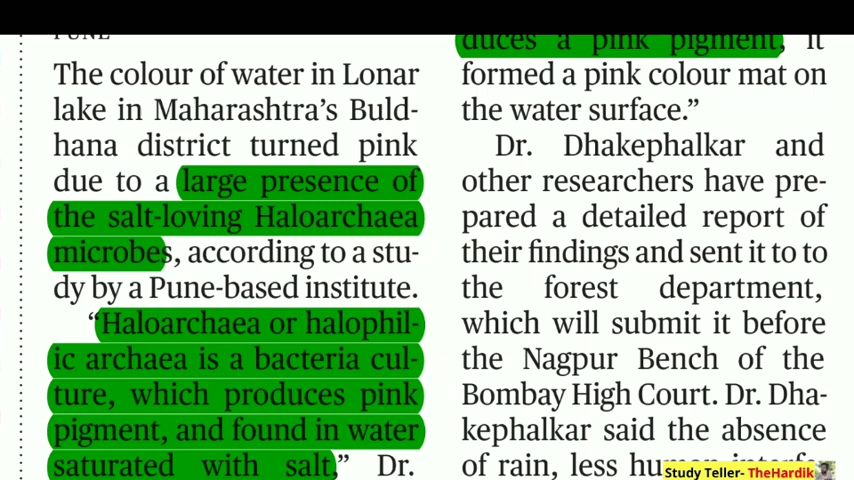 PUNE
The colour of water in Lonar
lake in Maharashtra's Buld-
hana district turned pink
due to a large presence of
the salt-loving Haloarchaea
microbes, according to a stu-
dy by a Pune-based institute.
“Haloarchaea or halophil-
ic archaea is a bacteria cul-
ture, which produces pink
pigment, and found in water
saturated with salt,” Dr.
duces a pink pigment, it
formed a pink colour mat on
the water surface.”
Dr. Dhakephalkar and
other researchers have pre-
pared a detailed report of
their findings and sent it to to
the forest department,
which will submit it before
the Nagpur Bench of the
Bombay High Court. Dr. Dha-
kephalkar said the absence
of rain, less
Study Teller- TheHardik